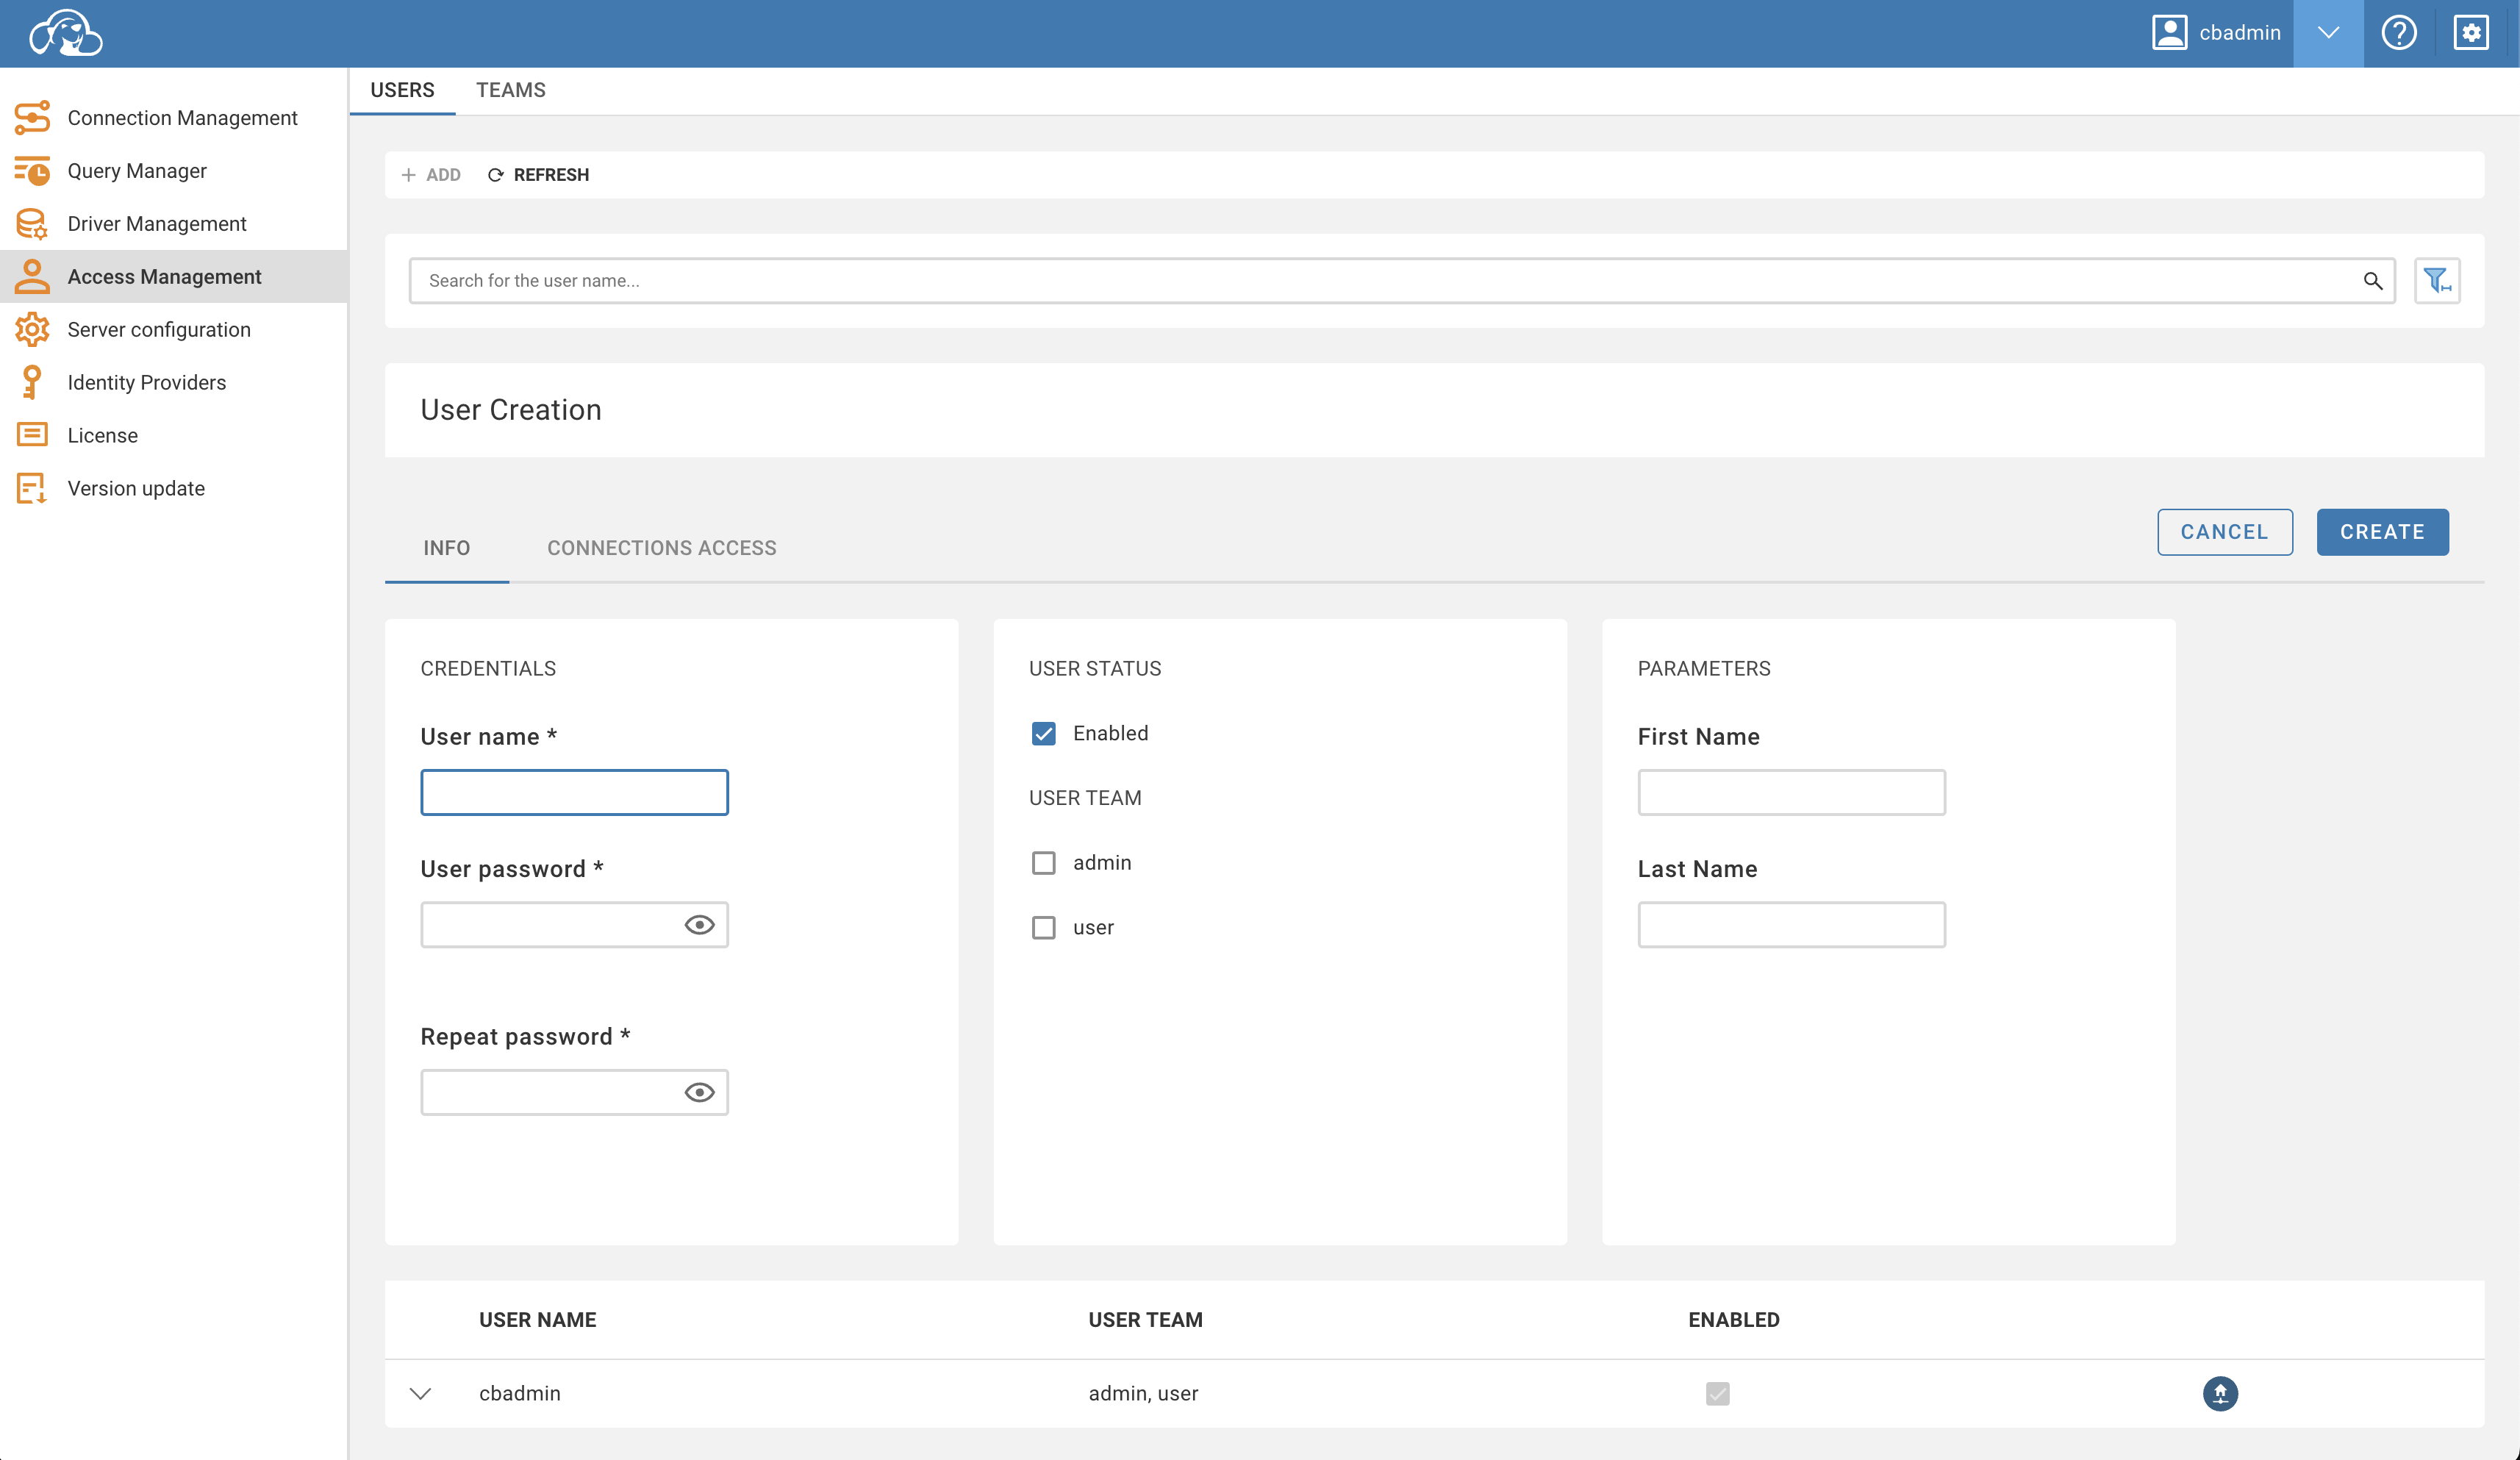 cbadmin
Connection Management
Query Manager
Driver Management
Access Management
Server configuration
Identity Providers
License
Version update
USERS TEAMS
ADD REFRESH
Search for the user name...
User Creation
INFO CONNECTIONS ACCESS
CANCEL CREATE
CREDENTIALS
User name *
User password *
Repeat password *
USER STATUS
Enabled
USER TEAM
admin
user
PARAMETERS
First Name
Last Name
USER NAME USER TEAM ENABLED
cbadmin admin, user